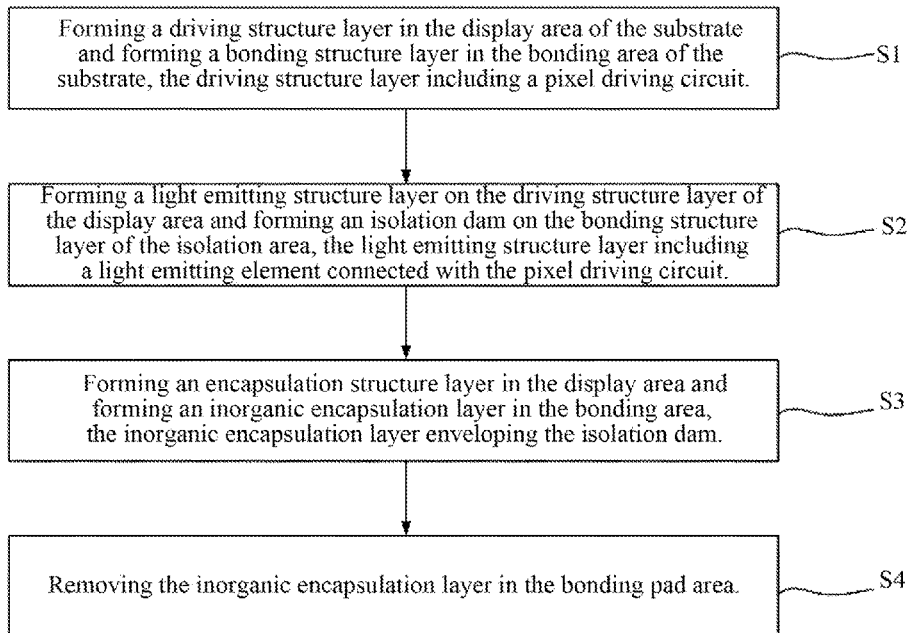 Forming a driving structure layer in the display area of the substrate
and forming a bonding structure layer in the bonding area of the
substrate, the driving structure layer including a pixel driving circuit.
S1
Forming a light emitting structure layer on the driving structure layer of
the display area and forming an isolation dam on the bonding structure
layer of the isolation area, the light emitting structure layer including
a light emitting element connected with the pixel driving circuit.
S2
Forming an encapsulation structure layer in the display area and
forming an inorganic encapsulation layer in the bonding area,
the inorganic encapsulation layer enveloping the isolation dam.
S3
Removing the inorganic encapsulation layer in the bonding pad area.
S4